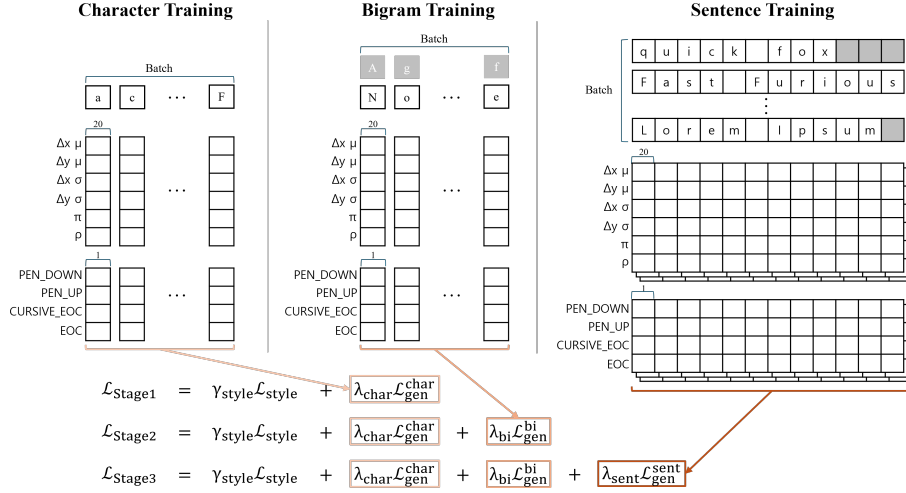 Character Training
Batch
a c ··· F
20
Δx μ
Δy μ
Δx σ
Δy σ
π
ρ
···
1
PEN_DOWN
PEN_UP
CURSIVE_EOC
EOC
···
Bigram Training
Batch
A g f
N o ··· e
20
Δx μ
Δy μ
Δx σ
Δy σ
π
ρ
···
1
PEN_DOWN
PEN_UP
CURSIVE_EOC
EOC
···
Sentence Training
Batch
q u i c k f o x
F a s t F u r i o u s
⋮
L o r e m I p s u m
20
Δx μ
Δy μ
Δx σ
Δy σ
π
ρ
1
PEN_DOWN
PEN_UP
CURSIVE_EOC
EOC
ℒ_Stage1 = γ_style ℒ_style + λ_char ℒ_gen^char
ℒ_Stage2 = γ_style ℒ_style + λ_char ℒ_gen^char + λ_bi ℒ_gen^bi
ℒ_Stage3 = γ_style ℒ_style + λ_char ℒ_gen^char + λ_bi ℒ_gen^bi + λ_sent ℒ_gen^sent